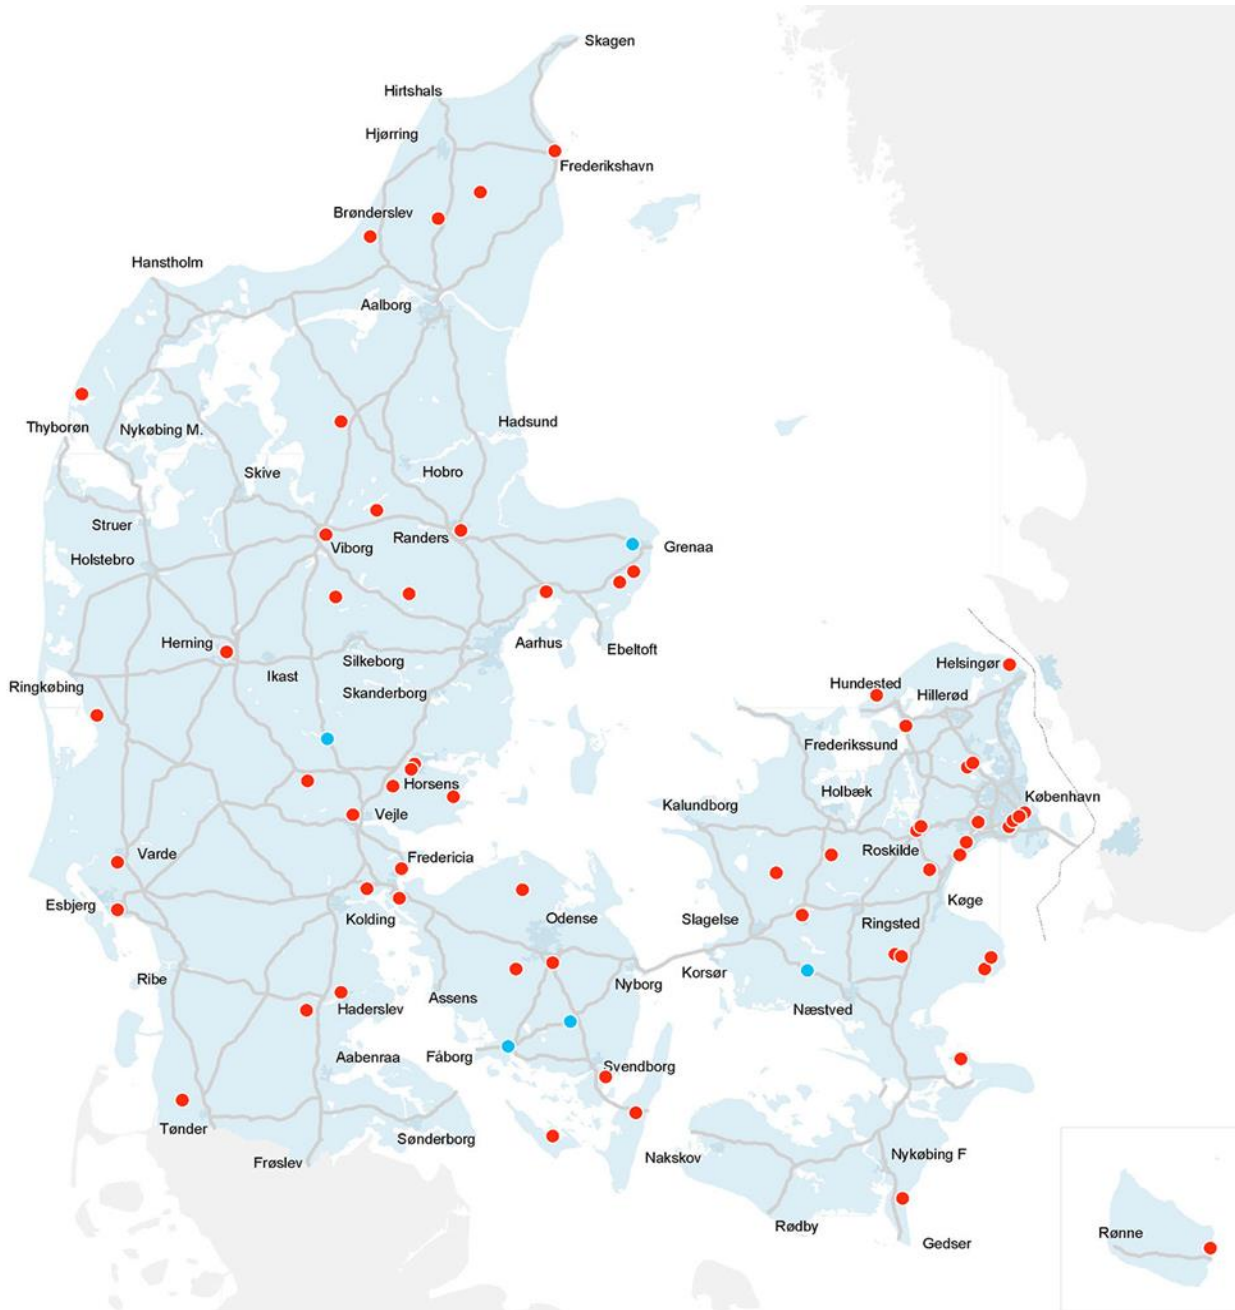 Skagen
Hirtshals
Hjørring
Frederikshavn
Brønderslev
Hanstholm
Aalborg
Hadsund
Thyborøn
Nykøbing M.
Skive
Hobro
Struer
Viborg
Randers
Grenaa
Holstebro
Herning
Aarhus
Ebeltoft
Ikast
Silkeborg
Helsingør
Ringkøbing
Skanderborg
Hundested
Hillerød
Frederikssund
Horsens
Holbæk
København
Kalundborg
Vejle
Varde
Fredericia
Roskilde
Esbjerg
Kolding
Odense
Slagelse
Ringsted
Køge
Ribe
Nyborg
Korsør
Assens
Haderslev
Næstved
Aabenraa
Fåborg
Svendborg
Tønder
Sønderborg
Frøslev
Nakskov
Nykøbing F
Rødby
Gedser
Rønne